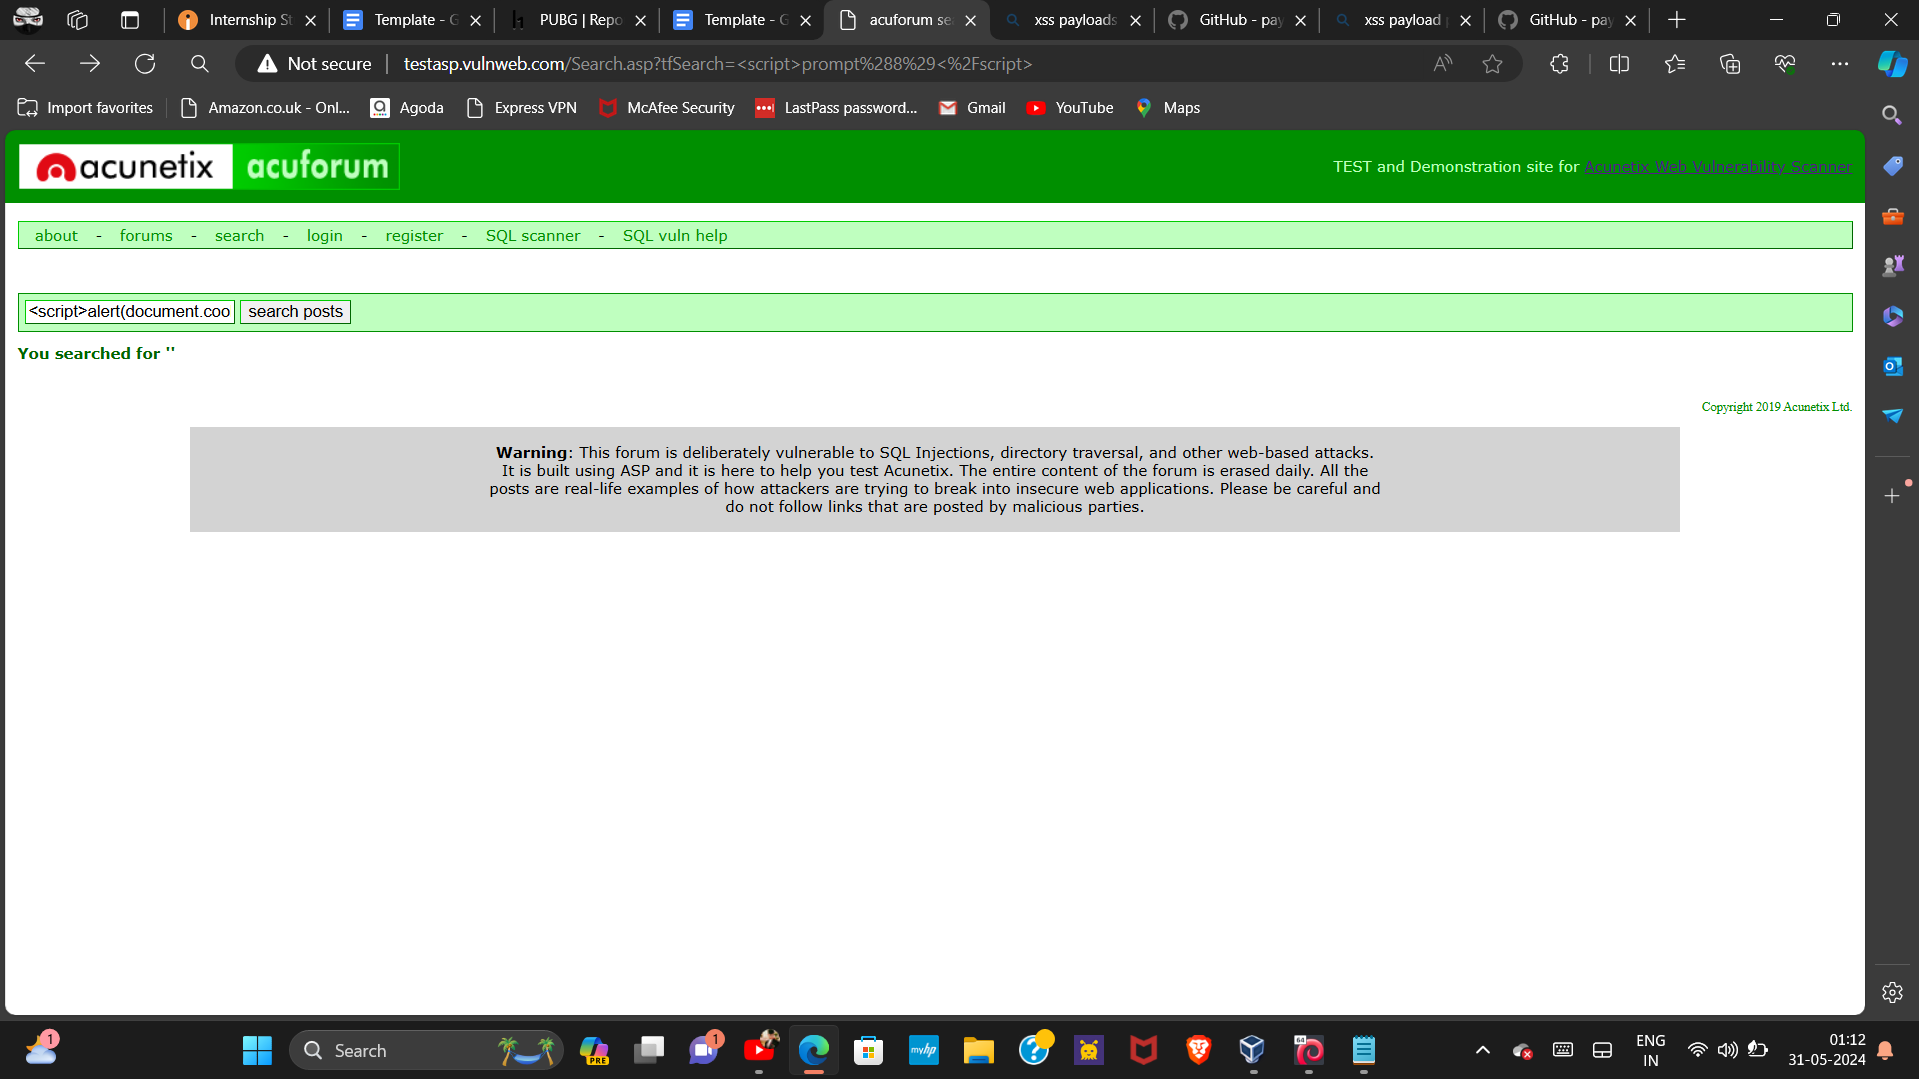 Internship St
Template - G
PUBG | Repo
Template - G
acuforum se
xss payloads
GitHub - pay
xss payload p
GitHub - pay
Not secure
testasp.vulnweb.com/Search.asp?tfSearch=<script>prompt%288%29<%2Fscript>
Import favorites
Amazon.co.uk - Onl...
Agoda
Express VPN
McAfee Security
LastPass password...
Gmail
YouTube
Maps
acunetix acuforum
TEST and Demonstration site for Acunetix Web Vulnerability Scanner
about - forums - search - login - register - SQL scanner - SQL vuln help
<script>alert(document.coo
search posts
You searched for ''
Copyright 2019 Acunetix Ltd.
Warning: This forum is deliberately vulnerable to SQL Injections, directory traversal, and other web-based attacks.
It is built using ASP and it is here to help you test Acunetix. The entire content of the forum is erased daily. All the
posts are real-life examples of how attackers are trying to break into insecure web applications. Please be careful and
do not follow links that are posted by malicious parties.
1
Search
PRE
1
myhp
64
ENG
IN
01:12
31-05-2024